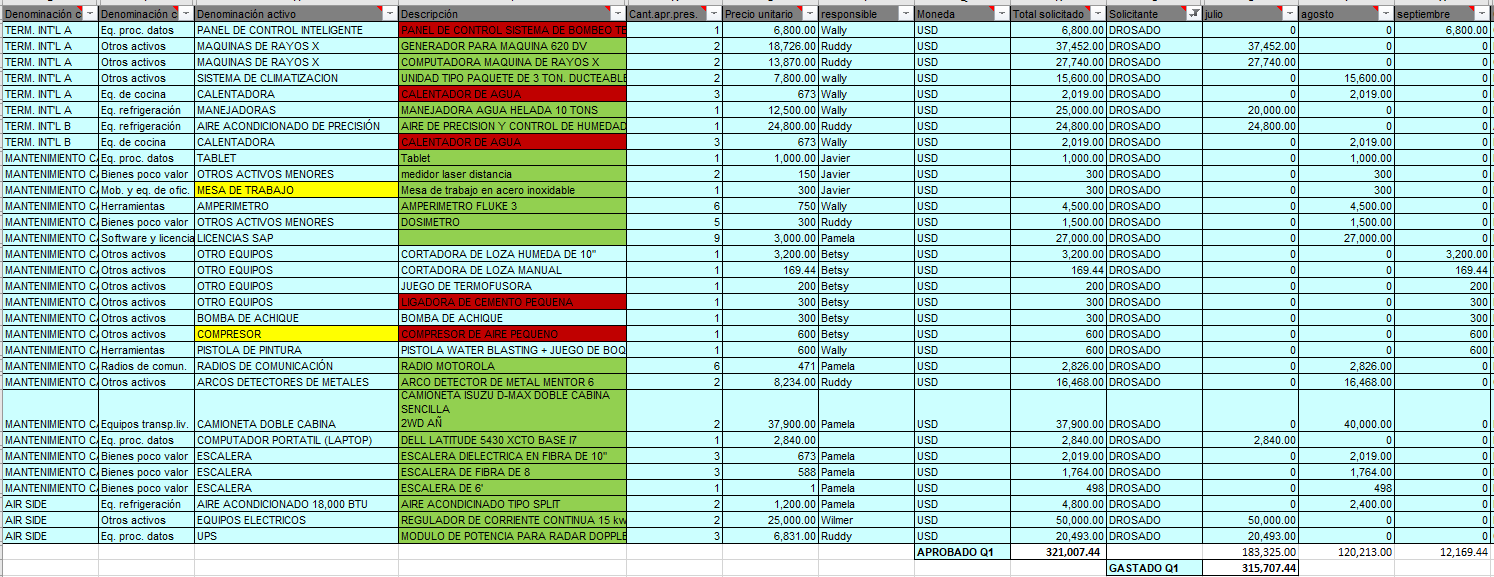 Denominación c Denominación c Denominación activo Descripción Cant.apr.pres. Precio unitario responsible Moneda Total solicitado Solicitante julio agosto septiembre
TERM. INT'L A Eq. proc. datos PANEL DE CONTROL INTELIGENTE PANEL DE CONTROL SISTEMA DE BOMBEO TE 1 6,800.00 Wally USD 6,800.00 DROSADO 0 0 6,800.00
TERM. INT'L A Otros activos MAQUINAS DE RAYOS X GENERADOR PARA MAQUINA 620 DV 2 18,726.00 Ruddy USD 37,452.00 DROSADO 37,452.00 0 0
TERM. INT'L A Otros activos MAQUINAS DE RAYOS X COMPUTADORA MAQUINA DE RAYOS X 2 13,870.00 Ruddy USD 27,740.00 DROSADO 27,740.00 0 0
TERM. INT'L A Otros activos SISTEMA DE CLIMATIZACION UNIDAD TIPO PAQUETE DE 3 TON. DUCTEABLE 2 7,800.00 wally USD 15,600.00 DROSADO 0 15,600.00 0
TERM. INT'L A Eq. de cocina CALENTADORA CALENTADOR DE AGUA 3 673 Wally USD 2,019.00 DROSADO 0 2,019.00 0
TERM. INT'L A Eq. refrigeración MANEJADORAS MANEJADORA AGUA HELADA 10 TONS 1 12,500.00 Wally USD 25,000.00 DROSADO 20,000.00 0 0
TERM. INT'L B Eq. refrigeración AIRE ACONDICIONADO DE PRECISIÓN AIRE DE PRECISION Y CONTROL DE HUMEDAD 1 24,800.00 Ruddy USD 24,800.00 DROSADO 24,800.00 0 0
TERM. INT'L B Eq. de cocina CALENTADORA CALENTADOR DE AGUA 3 673 Wally USD 2,019.00 DROSADO 0 2,019.00 0
MANTENIMIENTO CA Eq. proc. datos TABLET Tablet 1 1,000.00 Javier USD 1,000.00 DROSADO 0 1,000.00 0
MANTENIMIENTO CA Bienes poco valor OTROS ACTIVOS MENORES medidor laser distancia 2 150 Javier USD 300 DROSADO 0 300 0
MANTENIMIENTO CA Mob. y eq. de ofic. MESA DE TRABAJO Mesa de trabajo en acero inoxidable 1 300 Javier USD 300 DROSADO 0 300 0
MANTENIMIENTO CA Herramientas AMPERIMETRO AMPERIMETRO FLUKE 3 6 750 Wally USD 4,500.00 DROSADO 0 4,500.00 0
MANTENIMIENTO CA Bienes poco valor OTROS ACTIVOS MENORES DOSIMETRO 5 300 Ruddy USD 1,500.00 DROSADO 0 1,500.00 0
MANTENIMIENTO CA Software y licencia LICENCIAS SAP 9 3,000.00 Pamela USD 27,000.00 DROSADO 0 27,000.00 0
MANTENIMIENTO CA Otros activos OTRO EQUIPOS CORTADORA DE LOZA HUMEDA DE 10" 1 3,200.00 Betsy USD 3,200.00 DROSADO 0 0 3,200.00
MANTENIMIENTO CA Otros activos OTRO EQUIPOS CORTADORA DE LOZA MANUAL 1 169.44 Betsy USD 169.44 DROSADO 0 0 169.44
MANTENIMIENTO CA Otros activos OTRO EQUIPOS JUEGO DE TERMOFUSORA 1 200 Betsy USD 200 DROSADO 0 0 200
MANTENIMIENTO CA Otros activos OTRO EQUIPOS LIGADORA DE CEMENTO PEQUENA 1 300 Betsy USD 300 DROSADO 0 0 300
MANTENIMIENTO CA Otros activos BOMBA DE ACHIQUE BOMBA DE ACHIQUE 1 300 Betsy USD 300 DROSADO 0 0 300
MANTENIMIENTO CA Otros activos COMPRESOR COMPRESOR DE AIRE PEQUENO 1 600 Betsy USD 600 DROSADO 0 0 600
MANTENIMIENTO CA Herramientas PISTOLA DE PINTURA PISTOLA WATER BLASTING + JUEGO DE BOQ 1 600 Wally USD 600 DROSADO 0 0 600
MANTENIMIENTO CA Radios de comun. RADIOS DE COMUNICACIÓN RADIO MOTOROLA 6 471 Pamela USD 2,826.00 DROSADO 0 2,826.00 0
MANTENIMIENTO CA Otros activos ARCOS DETECTORES DE METALES ARCO DETECTOR DE METAL MENTOR 6 2 8,234.00 Ruddy USD 16,468.00 DROSADO 0 16,468.00 0
CAMIONETA ISUZU D-MAX DOBLE CABINA
SENCILLA
MANTENIMIENTO CA Equipos transp.liv. CAMIONETA DOBLE CABINA 2WD AÑ 2 37,900.00 Pamela USD 37,900.00 DROSADO 0 40,000.00 0
MANTENIMIENTO CA Eq. proc. datos COMPUTADOR PORTATIL (LAPTOP) DELL LATITUDE 5430 XCTO BASE I7 1 2,840.00 USD 2,840.00 DROSADO 2,840.00 0 0
MANTENIMIENTO CA Bienes poco valor ESCALERA ESCALERA DIELECTRICA EN FIBRA DE 10" 3 673 Pamela USD 2,019.00 DROSADO 0 2,019.00 0
MANTENIMIENTO CA Bienes poco valor ESCALERA ESCALERA DE FIBRA DE 8 3 588 Pamela USD 1,764.00 DROSADO 0 1,764.00 0
MANTENIMIENTO CA Bienes poco valor ESCALERA ESCALERA DE 6' 1 1 Pamela USD 498 DROSADO 0 498 0
AIR SIDE Eq. refrigeración AIRE ACONDICIONADO 18,000 BTU AIRE ACONDICINADO TIPO SPLIT 2 1,200.00 Pamela USD 4,800.00 DROSADO 0 2,400.00 0
AIR SIDE Otros activos EQUIPOS ELECTRICOS REGULADOR DE CORRIENTE CONTINUA 15 kw 2 25,000.00 Wilmer USD 50,000.00 DROSADO 50,000.00 0 0
AIR SIDE Eq. proc. datos UPS MODULO DE POTENCIA PARA RADAR DOPPLE 3 6,831.00 Ruddy USD 20,493.00 DROSADO 20,493.00 0 0
APROBADO Q1 321,007.44 183,325.00 120,213.00 12,169.44
GASTADO Q1 315,707.44